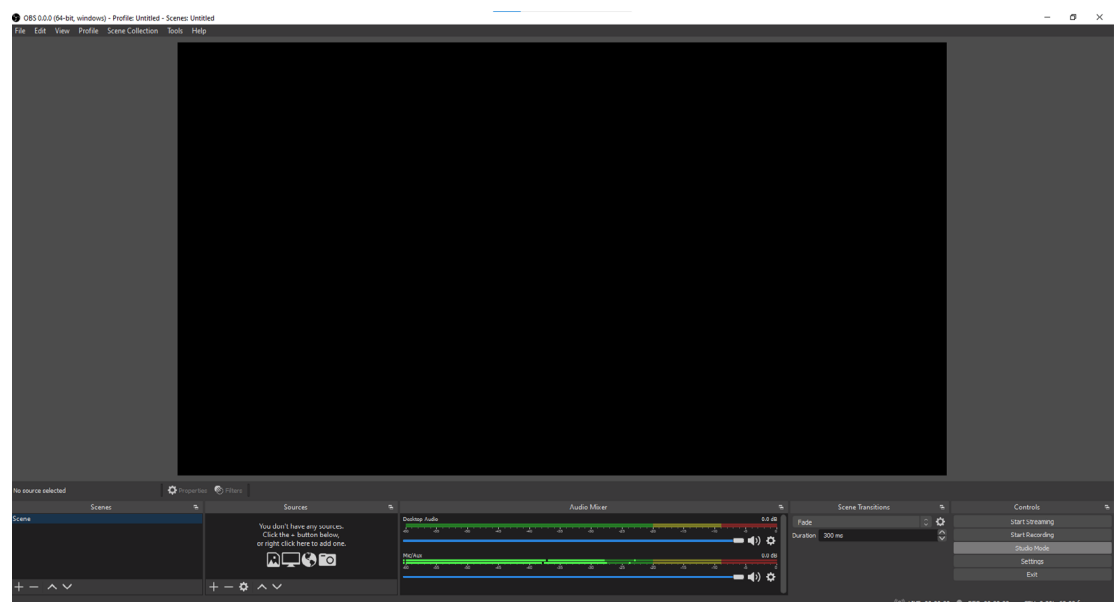 OBS 0.0.0 (64-bit, windows) - Profile: Untitled - Scenes: Untitled
File Edit View Profile Scene Collection Tools Help
No source selected
Properties Filters
Scenes
Scene
Sources
You don't have any sources.
Click the + button below,
or right click here to add one.
Audio Mixer
Desktop Audio 0.0 dB
Mic/Aux 0.0 dB
Scene Transitions
Fade
Duration 300 ms
Controls
Start Streaming
Start Recording
Studio Mode
Settings
Exit